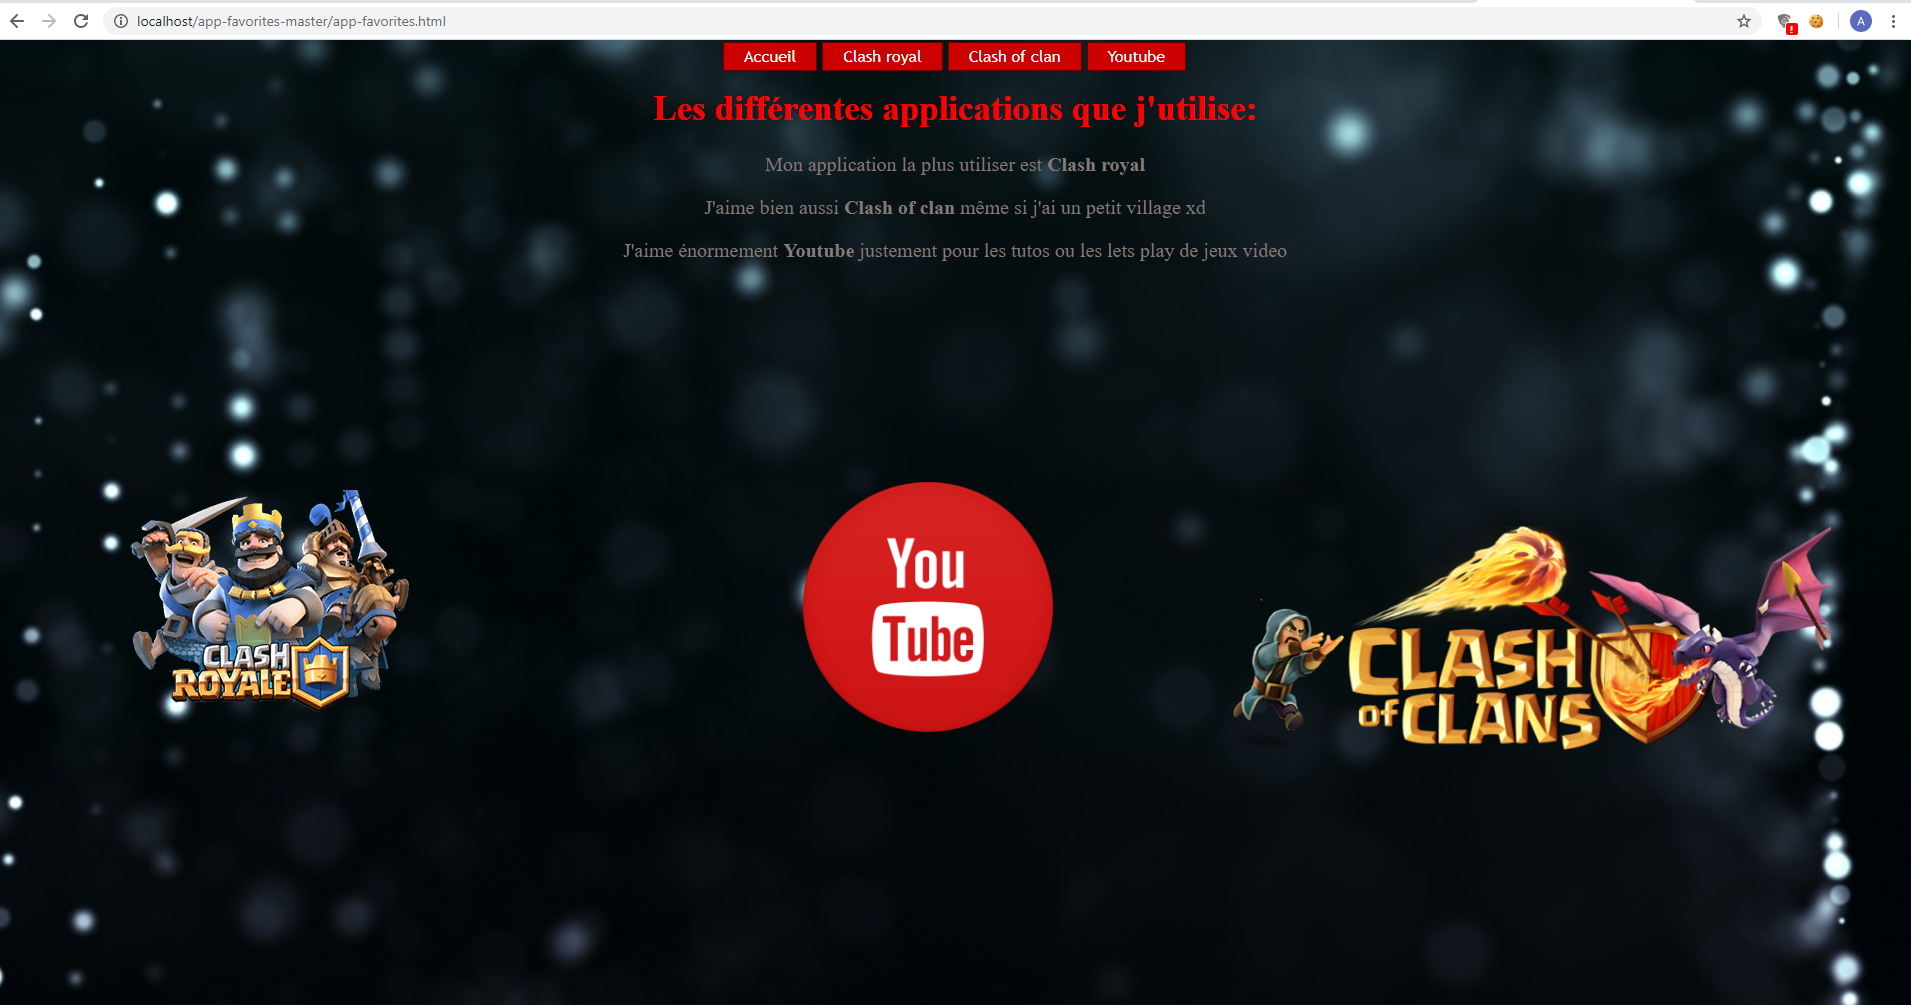 localhost/app-favorites-master/app-favorites.html
A
Accueil
Clash royal
Clash of clan
Youtube
Les différentes applications que j'utilise:
Mon application la plus utiliser est Clash royal
J'aime bien aussi Clash of clan même si j'ai un petit village xd
J'aime énormement Youtube justement pour les tutos ou les lets play de jeux video
CLASH
ROYALE
You
Tube
CLASH
of CLANS